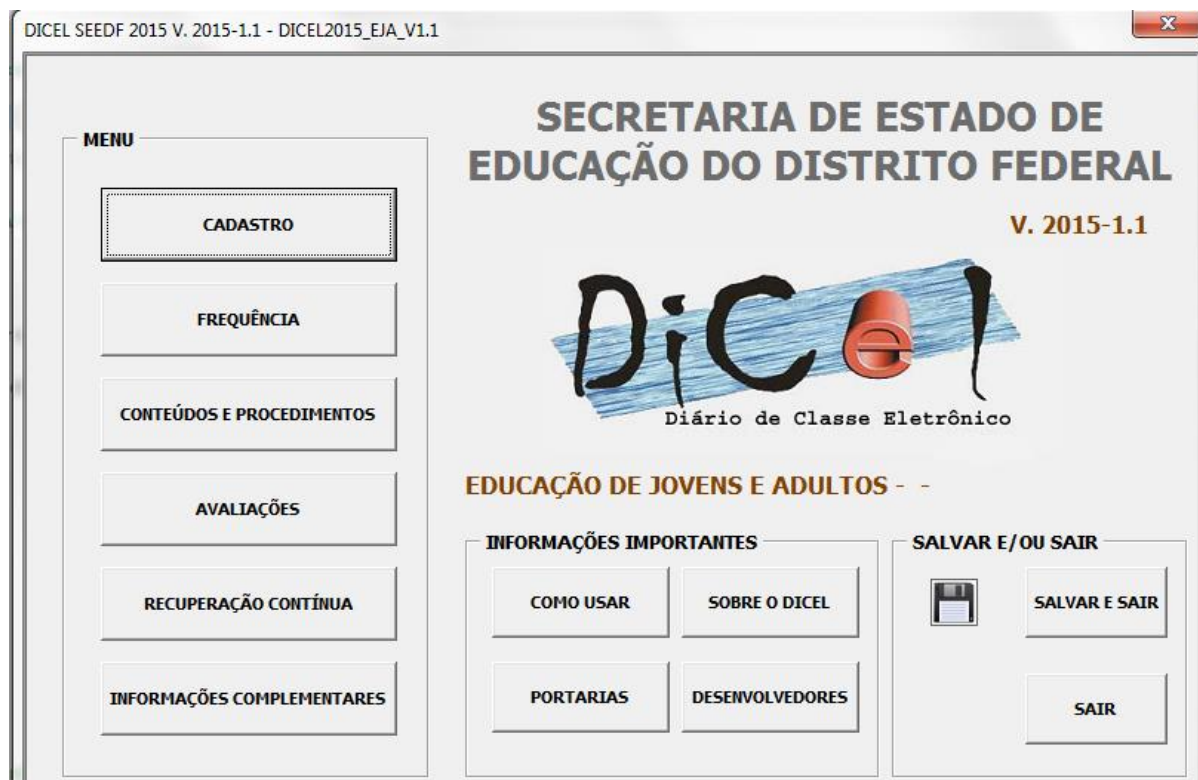 DICEL SEEDF 2015 V. 2015-1.1 - DICEL2015_EJA_V1.1
x
MENU
CADASTRO
FREQUÊNCIA
CONTEÚDOS E PROCEDIMENTOS
AVALIAÇÕES
RECUPERAÇÃO CONTÍNUA
INFORMAÇÕES COMPLEMENTARES
SECRETARIA DE ESTADO DE
EDUCAÇÃO DO DISTRITO FEDERAL
V. 2015-1.1
DiCel
Diário de Classe Eletrônico
EDUCAÇÃO DE JOVENS E ADULTOS - -
INFORMAÇÕES IMPORTANTES
COMO USAR
SOBRE O DICEL
PORTARIAS
DESENVOLVEDORES
SALVAR E/OU SAIR
SALVAR E SAIR
SAIR